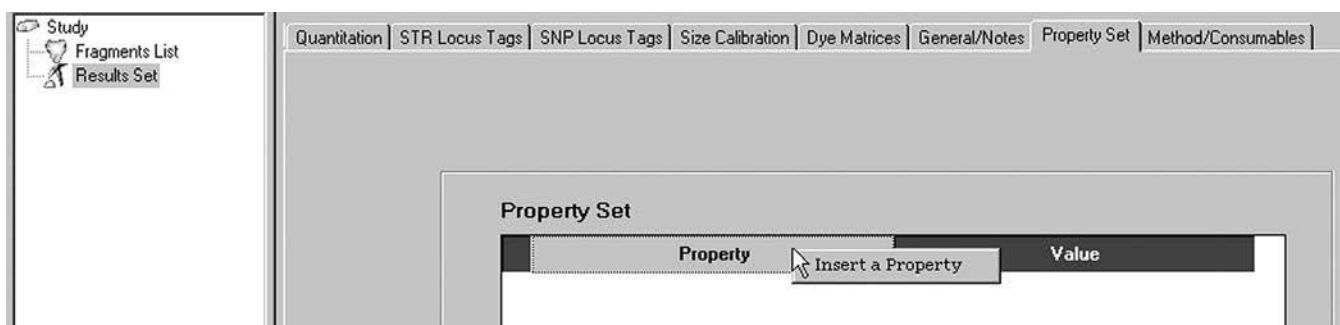 Study
Fragments List
Results Set
Quantitation STR Locus Tags SNP Locus Tags Size Calibration Dye Matrices General/Notes Property Set Method/Consumables
Property Set
Property Value
Insert a Property